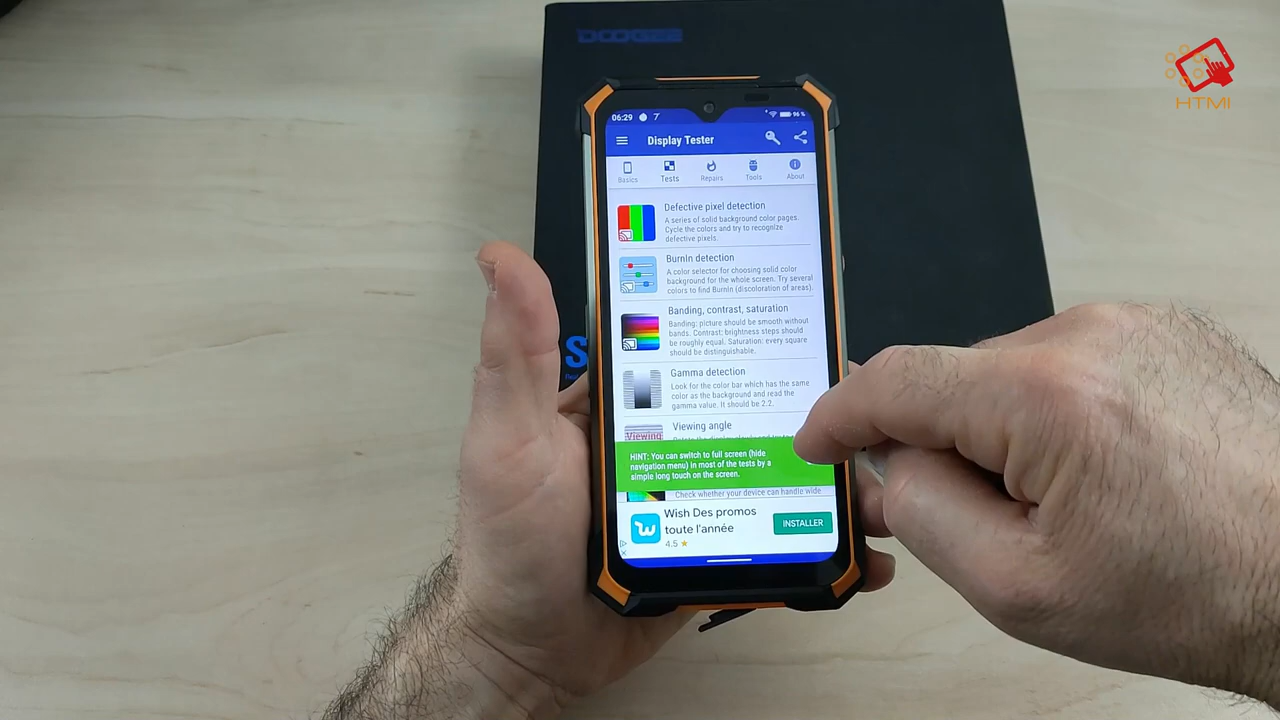 DOOGEE
HTMI
06:29
96 %
Display Tester
Basics
Tests
Repairs
Tools
About
Defective pixel detection
A series of solid background color pages.
Cycle the colors and try to recognize
defective pixels.
BurnIn detection
A color selector for choosing solid color
background for the whole screen. Try several
colors to find BurnIn (discoloration of areas).
Banding, contrast, saturation
Banding: picture should be smooth without
bands. Contrast: brightness steps should
be roughly equal. Saturation: every square
should be distinguishable.
Gamma detection
Look for the color bar which has the same
color as the background and read the
gamma value. It should be 2.2.
Viewing angle
Viewing
HINT: You can switch to full screen (hide
navigation menu) in most of the tests by a
simple long touch on the screen.
Check whether your device can handle wide
Wish Des promos
toute l'année
4.5 ★
INSTALLER
S